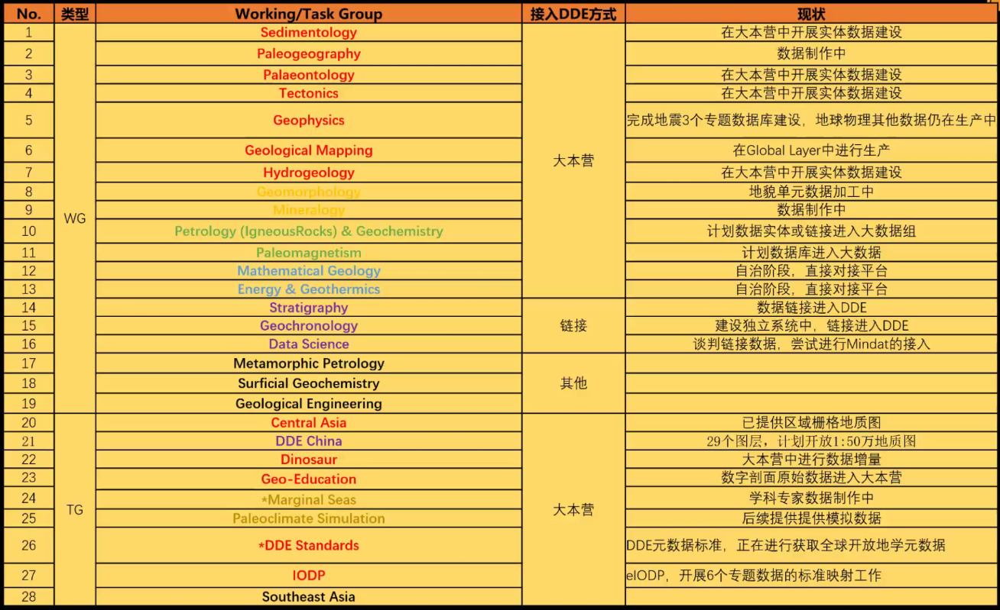 No. 类型 Working/Task Group 接入DDE方式 现状
1 Sedimentology 在大本营中开展实体数据建设
2 Paleogeography 数据制作中
3 Palaeontology 在大本营中开展实体数据建设
4 Tectonics 在大本营中开展实体数据建设
5 Geophysics 完成地震3个专题数据库建设，地球物理其他数据仍在生产中
6 Geological Mapping 在Global Layer中进行生产
大本营
7 Hydrogeology 在大本营中开展实体数据建设
8 Geomorphology 地貌单元数据加工中
9 Mineralogy 数据制作中
WG
10 Petrology (IgneousRocks) & Geochemistry 计划数据实体或链接进入大数据组
11 Paleomagnetism 计划数据库进入大数据
12 Mathematical Geology 自治阶段，直接对接平台
13 Energy & Geothermics 自治阶段，直接对接平台
14 Stratigraphy 数据链接进入DDE
15 Geochronology 链接 建设独立系统中，链接进入DDE
16 Data Science 谈判链接数据，尝试进行Mindat的接入
17 Metamorphic Petrology
18 Surficial Geochemistry 其他
19 Geological Engineering
20 Central Asia 已提供区域栅格地质图
21 DDE China 29个图层，计划开放1:50万地质图
22 Dinosaur 大本营中进行数据增量
23 Geo-Education 数字剖面原始数据进入大本营
24 *Marginal Seas 学科专家数据制作中
TG 大本营
25 Paleoclimate Simulation 后续提供提供模拟数据
26 *DDE Standards DDE元数据标准，正在进行获取全球开放地学元数据
27 IODP eIODP，开展6个专题数据的标准映射工作
28 Southeast Asia